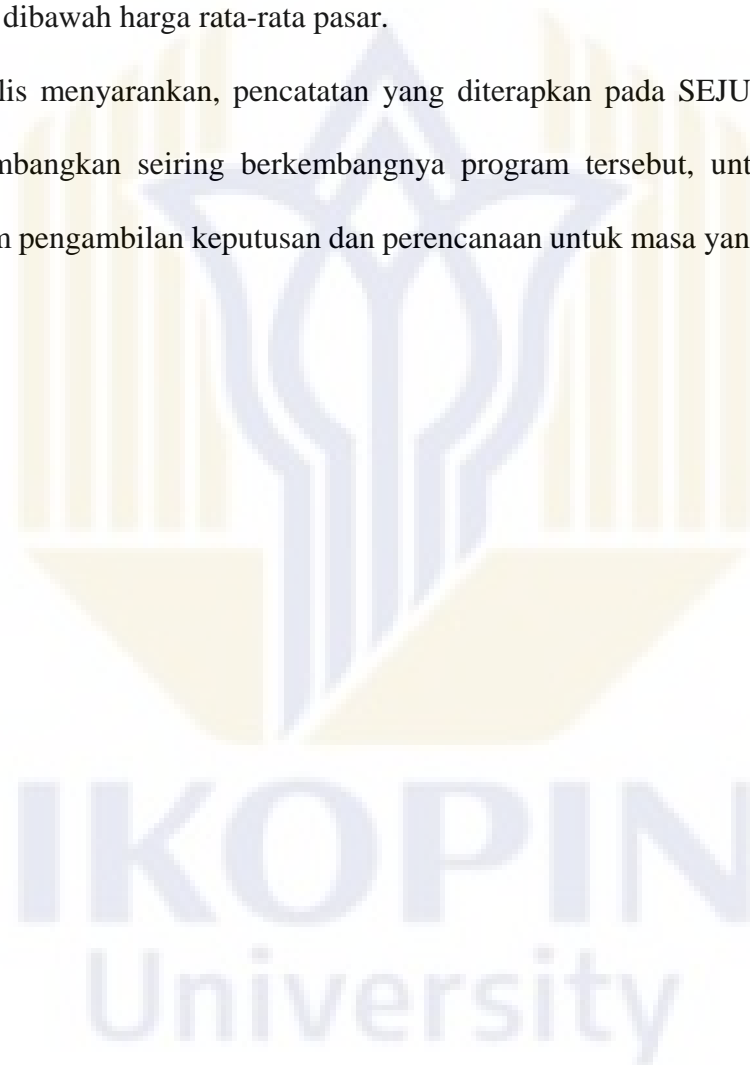 dibawah harga rata-rata pasar.
lis menyarankan, pencatatan yang diterapkan pada SEJU
mbangkan seiring berkembangnya program tersebut, unt
n pengambilan keputusan dan perencanaan untuk masa yan
IKOPIN
University